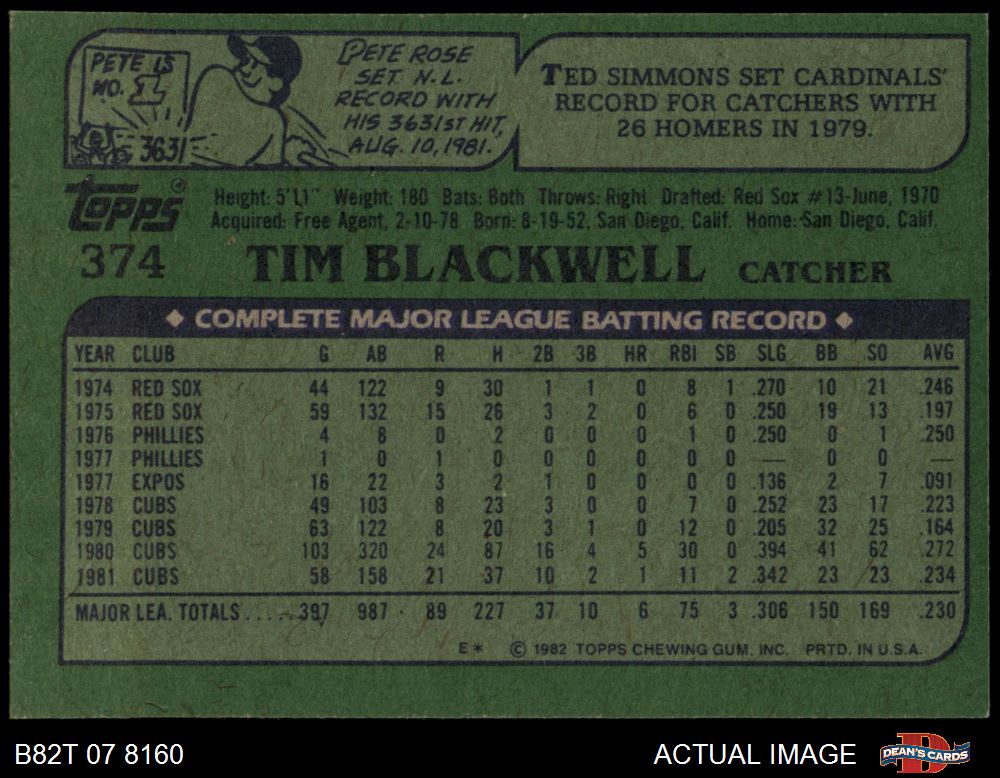 PETE IS
NO. 1
3631
PETE ROSE
SET N.L.
RECORD WITH
HIS 3631ST HIT,
AUG. 10, 1981.
TED SIMMONS SET CARDINALS'
RECORD FOR CATCHERS WITH
26 HOMERS IN 1979.
topps®
Height: 5'11" Weight: 180 Bats: Both Throws: Right Drafted: Red Sox #13-June, 1970
Acquired: Free Agent, 2-10-78 Born: 8-19-52, San Diego, Calif. Home: San Diego, Calif.
374 TIM BLACKWELL CATCHER
◆ COMPLETE MAJOR LEAGUE BATTING RECORD ◆
YEAR CLUB G AB R H 2B 3B HR RBI SB SLG BB SO AVG
1974 RED SOX 44 122 9 30 1 1 0 8 1 .270 10 21 .246
1975 RED SOX 59 132 15 26 3 2 0 6 0 .250 19 13 .197
1976 PHILLIES 4 8 0 2 0 0 0 1 0 .250 0 1 .250
1977 PHILLIES 1 0 1 0 0 0 0 0 0 — 0 0 —
1977 EXPOS 16 22 3 2 1 0 0 0 0 .136 2 7 .091
1978 CUBS 49 103 8 23 3 0 0 7 0 .252 23 17 .223
1979 CUBS 63 122 8 20 3 1 0 12 0 .205 32 25 .164
1980 CUBS 103 320 24 87 16 4 5 30 0 .394 41 62 .272
1981 CUBS 58 158 21 37 10 2 1 11 2 .342 23 23 .234
MAJOR LEA. TOTALS ..... 397 987 89 227 37 10 6 75 3 .306 150 169 .230
E* © 1982 TOPPS CHEWING GUM, INC. PRTD. IN U.S.A.
B82T 07 8160 ACTUAL IMAGE DEAN'S CARDS